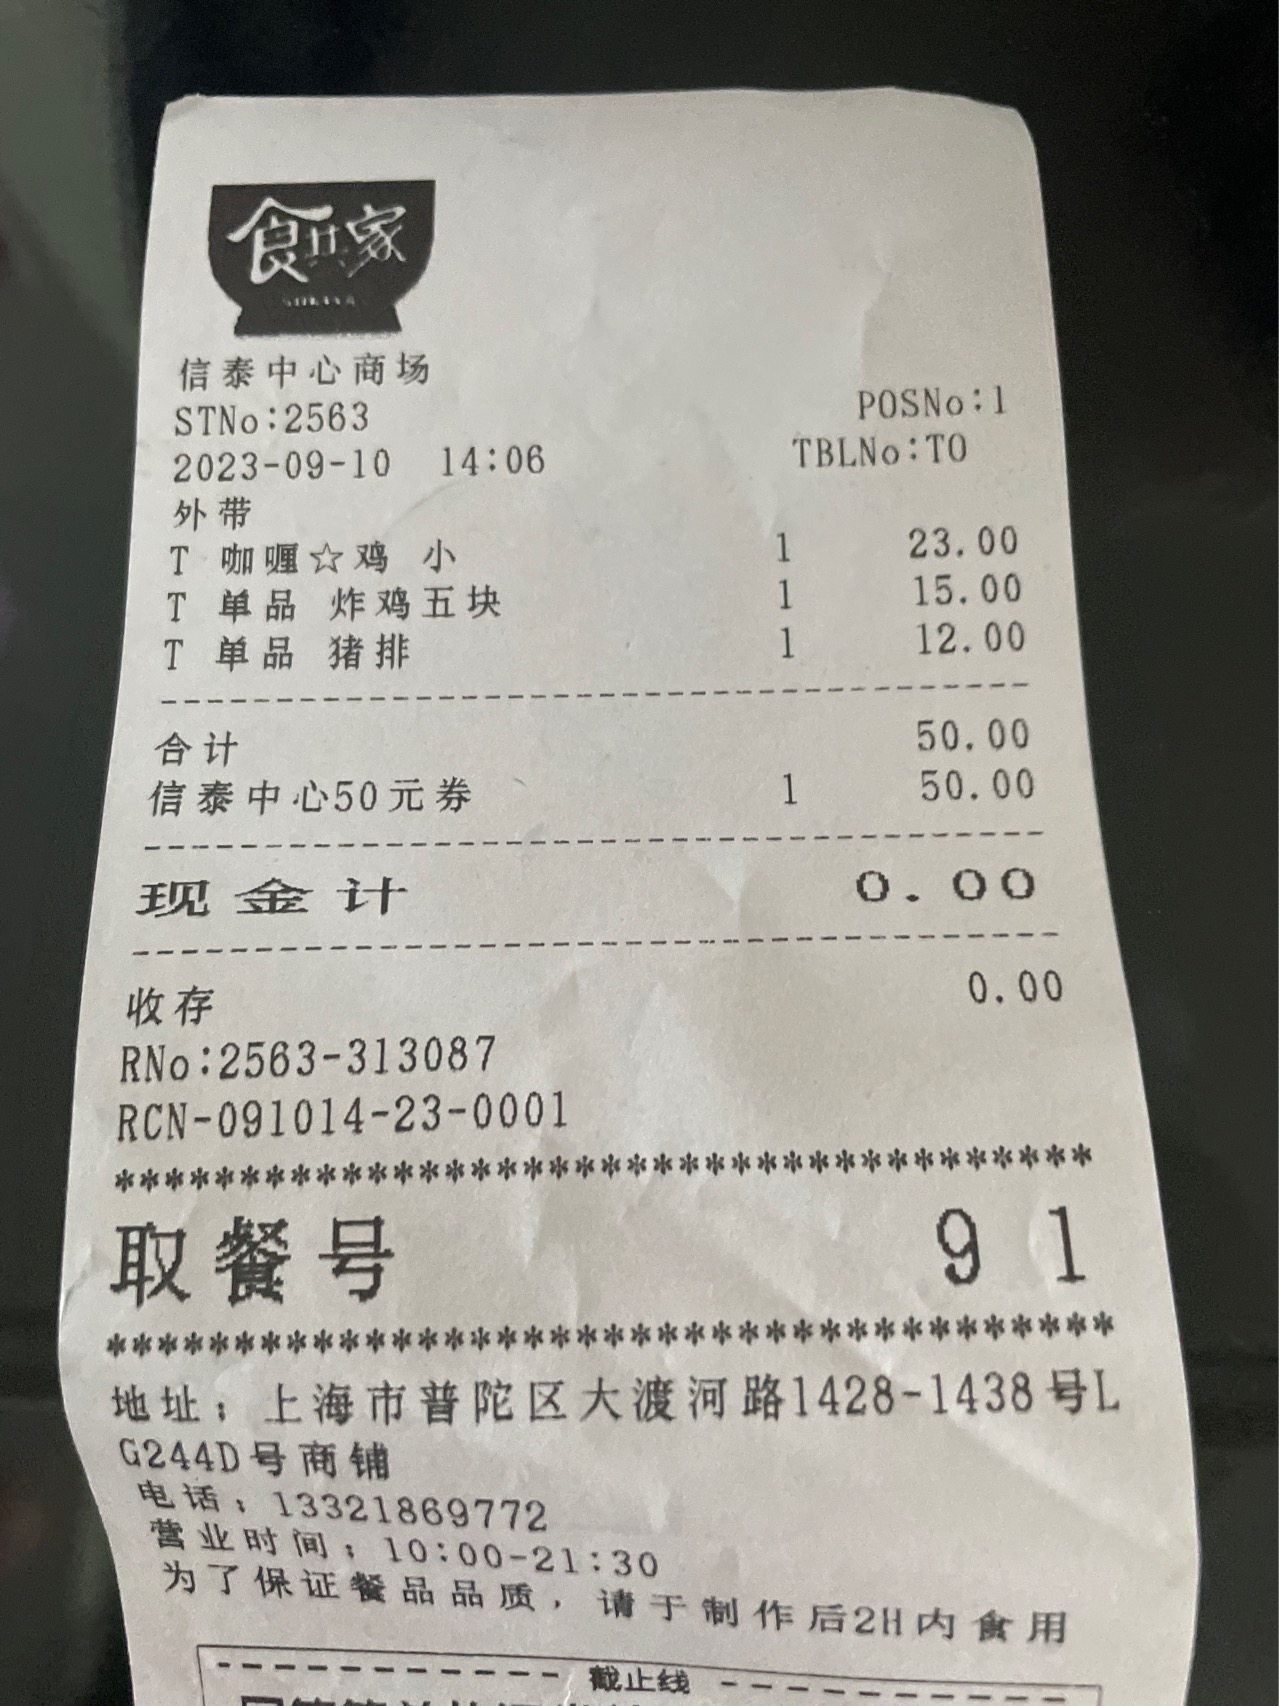 食其家
SUKIYA
信泰中心商场
STNo:2563 POSNo:1
2023-09-10 14:06 TBLNo:TO
外带
T 咖喱☆鸡 小 1 23.00
T 单品 炸鸡五块 1 15.00
T 单品 猪排 1 12.00
合计 50.00
信泰中心50元券 1 50.00
现金计 0.00
收存 0.00
RNo:2563-313087
RCN-091014-23-0001
****************************************
取餐号 91
****************************************
地址：上海市普陀区大渡河路1428-1438号L
G244D号商铺
电话：13321869772
营业时间：10:00-21:30
为了保证餐品品质，请于制作后2H内食用
截止线